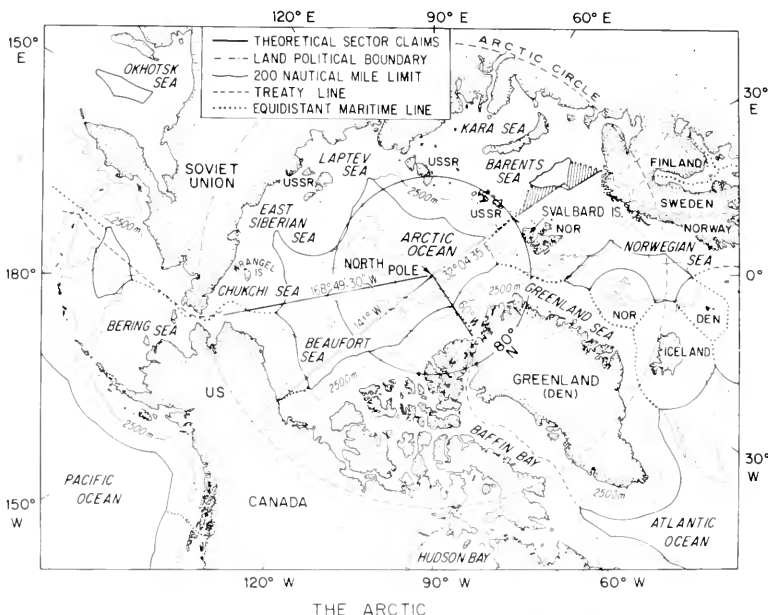 120° E
90° E
60° E
150°
E
THEORETICAL SECTOR CLAIMS
LAND POLITICAL BOUNDARY
200 NAUTICAL MILE LIMIT
TREATY LINE
EQUIDISTANT MARITIME LINE
ARCTIC CIRCLE
30°
E
OKHOTSK
SEA
KARA SEA
SOVIET
UNION
LAPTEV
SEA
USSR
USSR
BARENTS
SEA
FINLAND
SWEDEN
NORWAY
2500m
2500m
EAST
SIBERIAN
SEA
USSR
SVALBARD IS.
NOR
ARCTIC
OCEAN
NORWEGIAN
SEA
WRANGEL
IS
NORTH
POLE
32°04'35"E
180°
0°
CHUKCHI SEA
168°-49'-30" W
2500m
GREENLAND SEA
BERING SEA
141° W
60° W
80°
N
NOR
DEN
BEAUFORT
SEA
ICELAND
US
2500m
GREENLAND
(DEN)
2500m
BAFFIN BAY
30°
W
PACIFIC
OCEAN
2500m
150°
W
CANADA
ATLANTIC
OCEAN
HUDSON BAY
120° W
90° W
60° W
THE ARCTIC